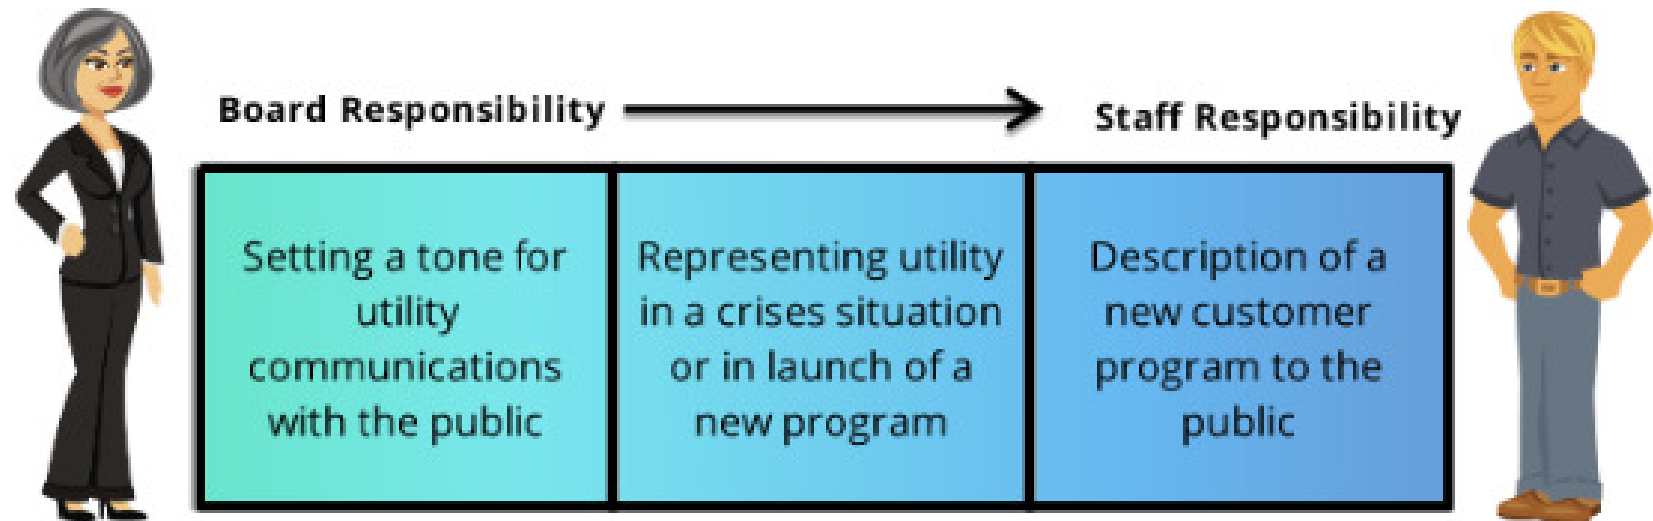 Board Responsibility
Staff Responsibility
Setting a tone for
utility
communications
with the public
Representing utility
in a crises situation
or in launch of a
new program
Description of a
new customer
program to the
public